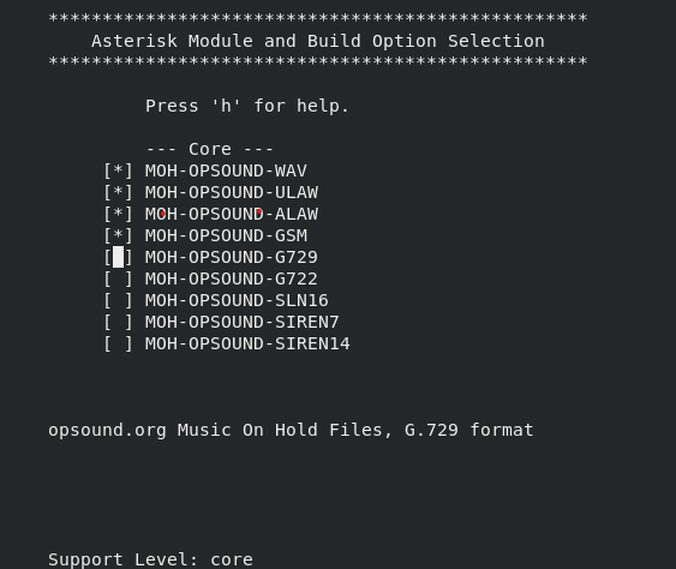 **************************************************
Asterisk Module and Build Option Selection
**************************************************
Press 'h' for help.
--- Core ---
[*] MOH-OPSOUND-WAV
[*] MOH-OPSOUND-ULAW
[*] MOH-OPSOUND-ALAW
[*] MOH-OPSOUND-GSM
[ ] MOH-OPSOUND-G729
[ ] MOH-OPSOUND-G722
[ ] MOH-OPSOUND-SLN16
[ ] MOH-OPSOUND-SIREN7
[ ] MOH-OPSOUND-SIREN14
opsound.org Music On Hold Files, G.729 format
Support Level: core